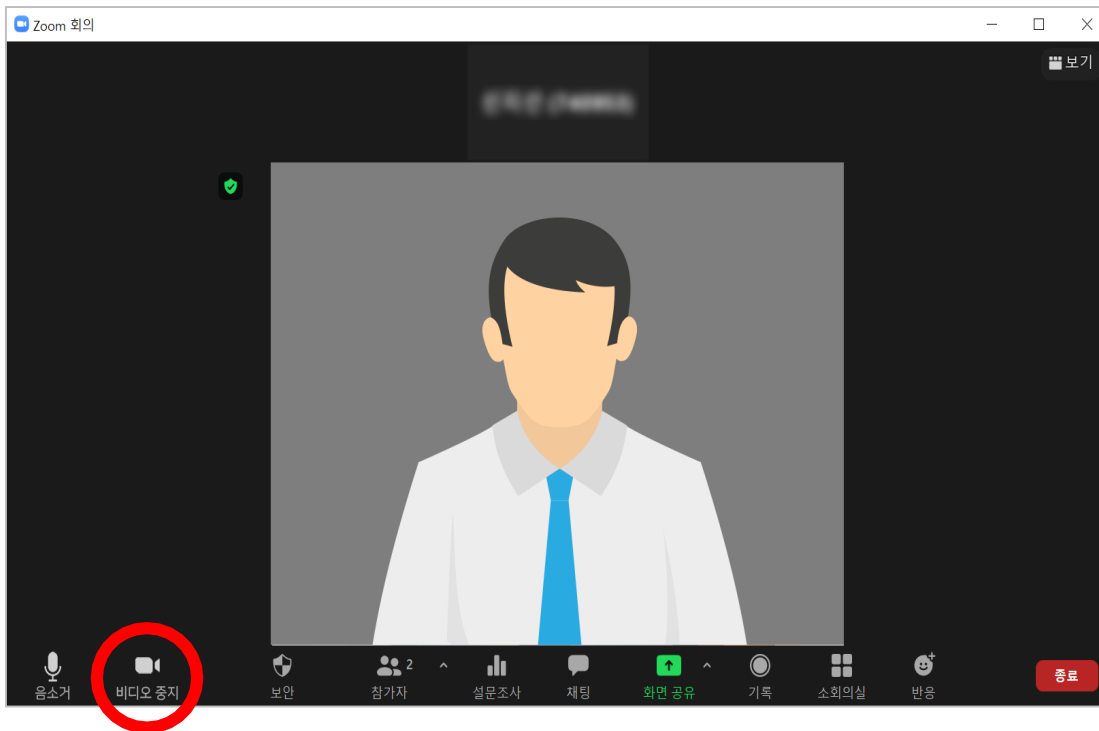 Zoom 회의
보기
음소거
비디오 중지
보안
참가자
2
설문조사
채팅
화면 공유
기록
소회의실
반응
종료